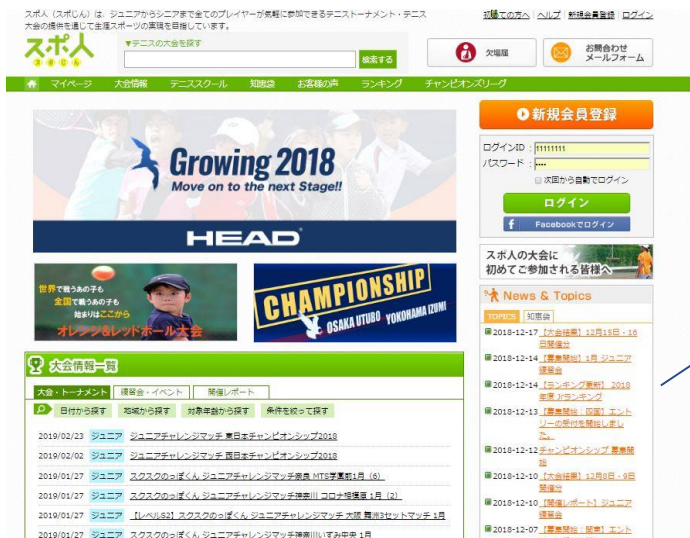 スポ人（スポじん）は、ジュニアからシニアまで全てのプレイヤーが気軽に参加できるテニストーナメント・テニス
大会の提供を通じて生涯スポーツの実現を目指しています。
初めての方へ ヘルプ 新規会員登録 ログイン
スポ人
スポじん
▼テニスの大会を探す
検索する
欠場届
お問合わせ
メールフォーム
マイページ 大会情報 テニススクール 知恵袋 お客様の声 ランキング チャンピオンズリーグ
Growing 2018
Move on to the next Stage!!
HEAD
世界で戦うあの子も
全国で戦うあの子も
始まりはここから
オレンジ&レッドボール大会
CHAMPIONSHIP
OSAKA UTUBO YOKOHAMA IZUMI
大会情報一覧
大会・トーナメント 練習会・イベント 開催レポート
日付から探す 地域から探す 対象年齢から探す 条件を絞って探す
2019/02/23 ジュニア ジュニアチャレンジマッチ 東日本チャンピオンシップ2018
2019/02/02 ジュニア ジュニアチャレンジマッチ 西日本チャンピオンシップ2018
2019/01/27 ジュニア スクスクのっぽくん ジュニアチャレンジマッチ奈良 MTS学園前1月（6）
2019/01/27 ジュニア スクスクのっぽくん ジュニアチャレンジマッチ神奈川 コロナ相模原 1月（2）
2019/01/27 ジュニア 【レベルS2】スクスクのっぽくん ジュニアチャレンジマッチ 大阪 舞洲3セットマッチ 1月
2019/01/27 ジュニア スクスクのっぽくん ジュニアチャレンジマッチ神奈川いずみ中央 1月
新規会員登録
ログインID : 11111111
パスワード : ••••
次回から自動でログイン
ログイン
f Facebookでログイン
スポ人の大会に
初めてご参加される皆様へ
News & Topics
TOPICS 知恵袋
2018-12-17 【大会結果】12月15日・16
日開催分
2018-12-14 【募集開始】1月 ジュニア
練習会
2018-12-14 【ランキング更新】 2018
年度 Jrランキング
2018-12-13 【募集開始：四国】エント
リーの受付を開始しまし
た。
2018-12-12 チャンピオンシップ 募集開
始
2018-12-10 【大会結果】12月8日・9日
開催分
2018-12-10 【開催レポート】ジュニア
練習会
2018-12-07 【募集開始：関東】エント